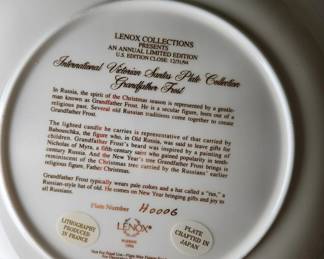 LENOX COLLECTIONS
PRESENTS
AN ANNUAL LIMITED EDITION
U.S. EDITION CLOSE: 12/31/94
International Victorian Santas Plate Collection
Grandfather Frost
In Russia, the spirit of the Christmas season is represented by a gentle-
man known as Grandfather Frost. He is a secular figure, born out of a
religious past. Several old Russian traditions come together to create
Grandfather Frost.
The lighted candle he carries is representative of that carried by
Babouschka, the figure who, in Old Russia, was said to leave gifts for
children. Grandfather Frost's beard was inspired by a painting of
Nicholas of Myra, a fifth century saint who gained popularity in tenth-
century Russia. And the New Year's tree Grandfather Frost brings is
reminiscent of the Christmas tree carried by the Russians' earlier
religious figure, Father Christmas.
Grandfather Frost typically wears pale colors and a hat called a
Russian-style hat of old. He comes on New Year bringing gifts and joy to
all Russians.
Plate Number H0006
LENOX
LITHOGRAPHY
PRODUCED
IN FRANCE
PLATE
CRAFTED IN
JAPAN